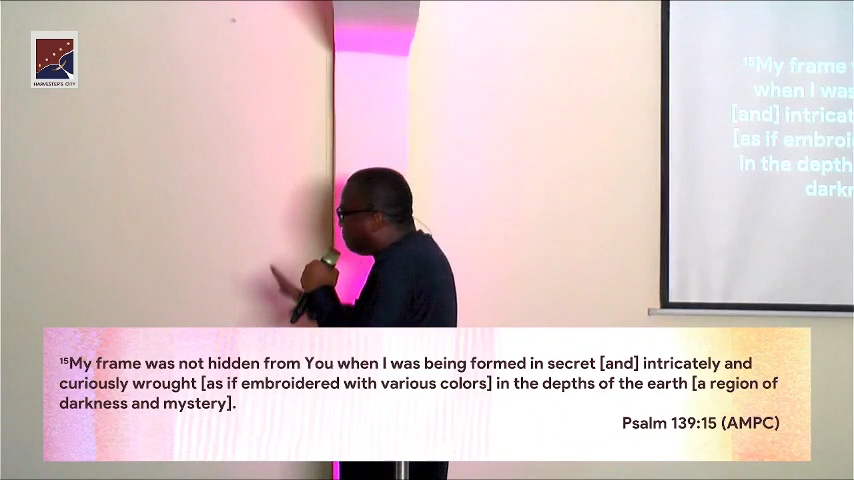 HARVESTER'S CITY
¹⁵My frame
when I was
[and] intricat
[as if embroi
in the depth
dark
¹⁵My frame was not hidden from You when I was being formed in secret [and] intricately and
curiously wrought [as if embroidered with various colors] in the depths of the earth [a region of
darkness and mystery].
Psalm 139:15 (AMPC)